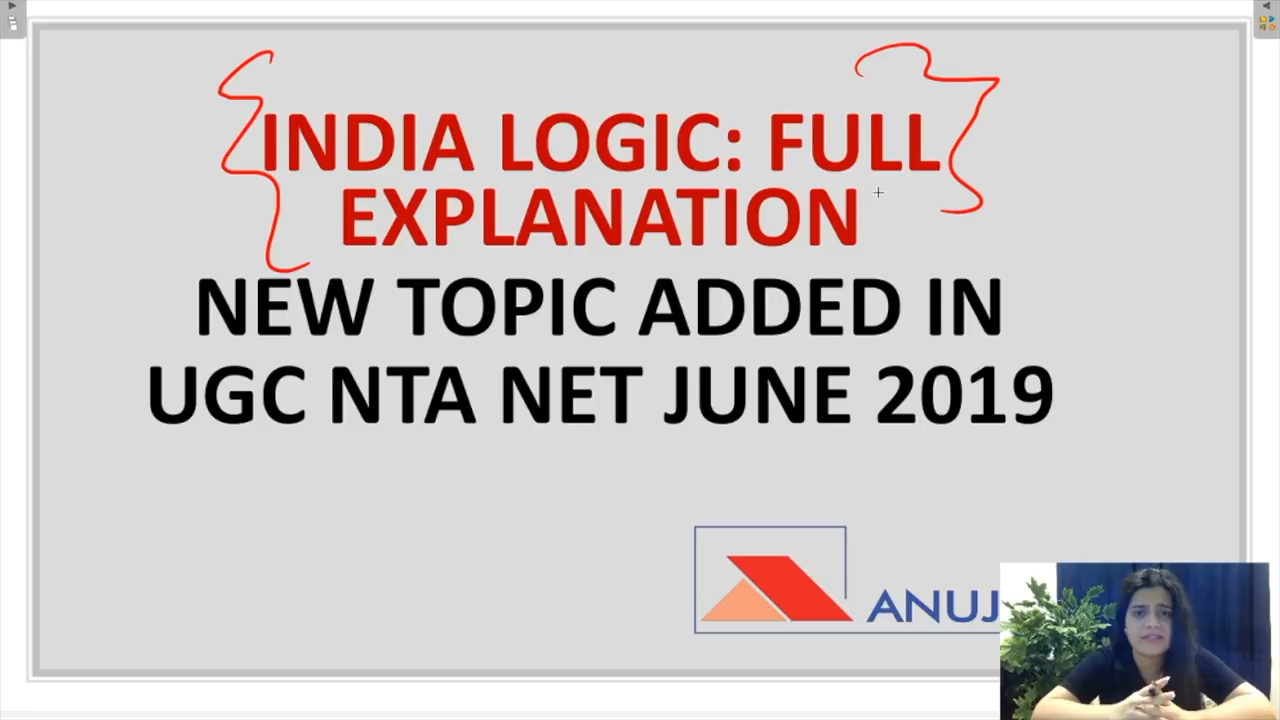 INDIA LOGIC: FULL
EXPLANATION
NEW TOPIC ADDED IN
UGC NTA NET JUNE 2019
ANUJ